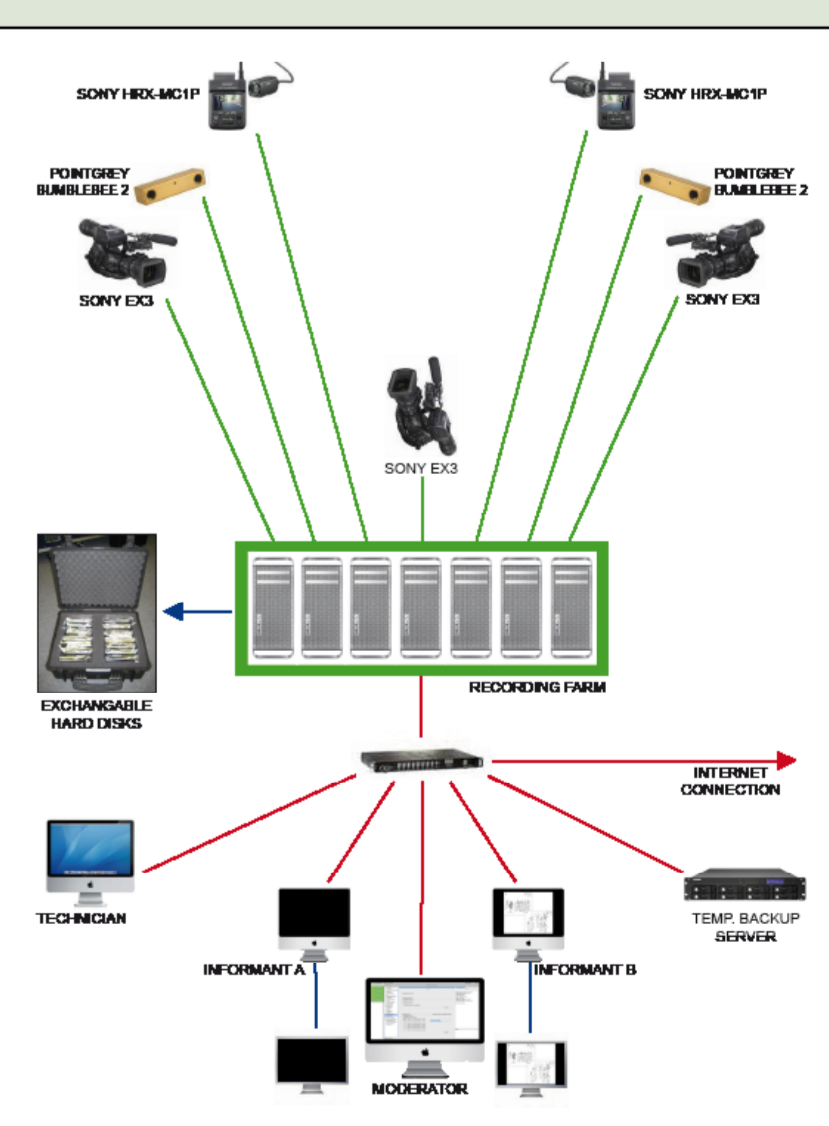 SONY HRX-MC1P
SONY HRX-MC1P
POINTGREY
BUMBLEBEE 2
POINTGREY
BUMBLEBEE 2
SONY EX3
SONY EX3
SONY EX3
RECORDING FARM
EXCHANGABLE
HARD DISKS
INTERNET
CONNECTION
TECHNICIAN
TEMP. BACKUP
SERVER
INFORMANT A
INFORMANT B
MODERATOR